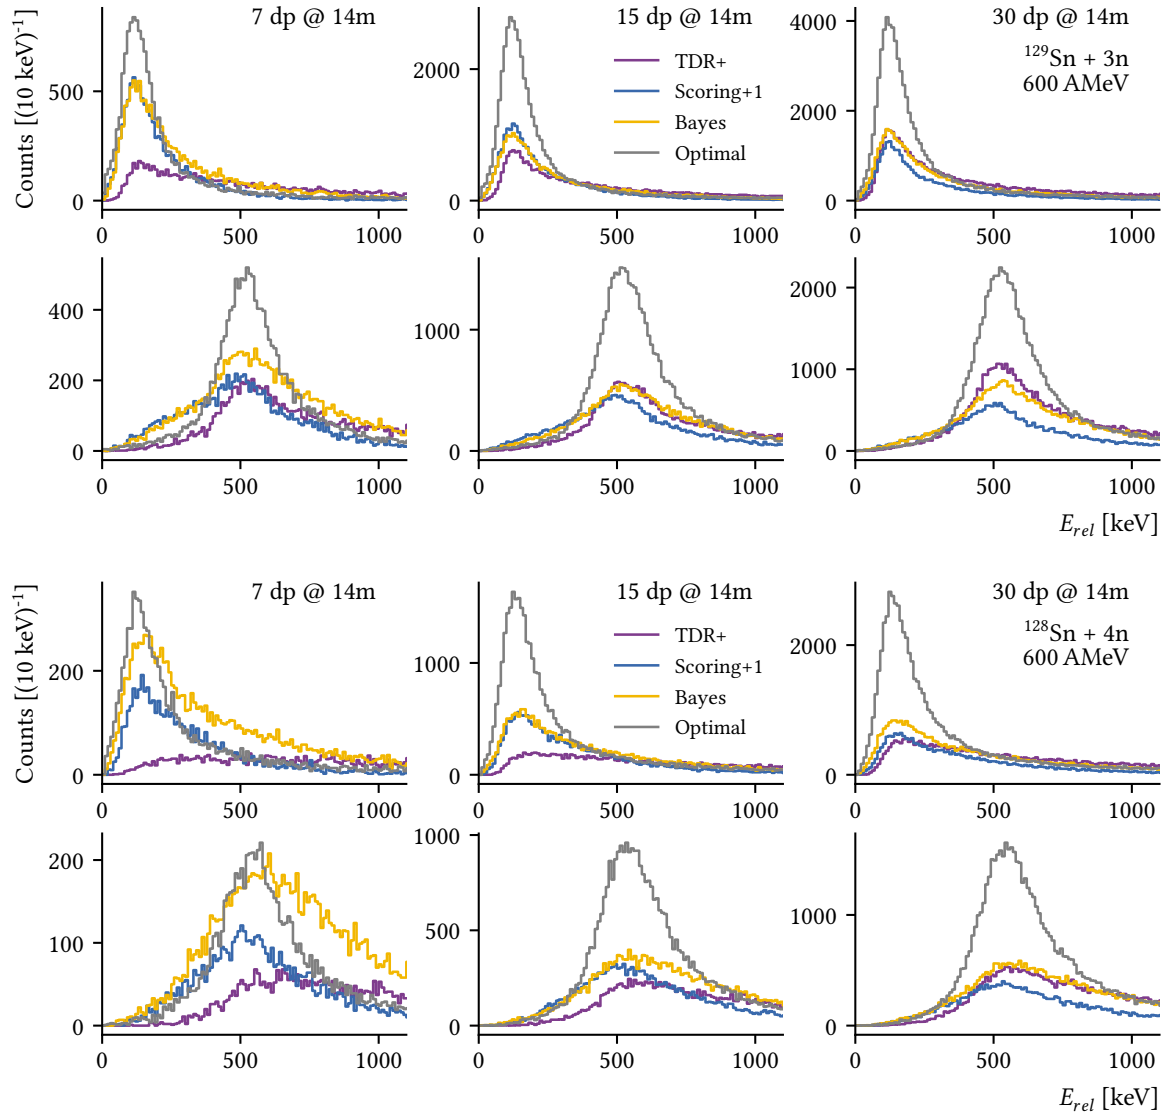 7 dp @ 14m
15 dp @ 14m
30 dp @ 14m
¹²⁹Sn + 3n
600 AMeV
TDR+
Scoring+1
Bayes
Optimal
Counts [(10 keV)⁻¹]
500
0
2000
0
4000
2000
0
0 500 1000
0 500 1000
0 500 1000
400
200
0
1000
0
2000
1000
0
0 500 1000
0 500 1000
0 500 1000
E_rel [keV]
7 dp @ 14m
15 dp @ 14m
30 dp @ 14m
¹²⁸Sn + 4n
600 AMeV
TDR+
Scoring+1
Bayes
Optimal
Counts [(10 keV)⁻¹]
200
0
1000
0
2000
0
0 500 1000
0 500 1000
0 500 1000
200
100
0
1000
500
0
1000
0
0 500 1000
0 500 1000
0 500 1000
E_rel [keV]